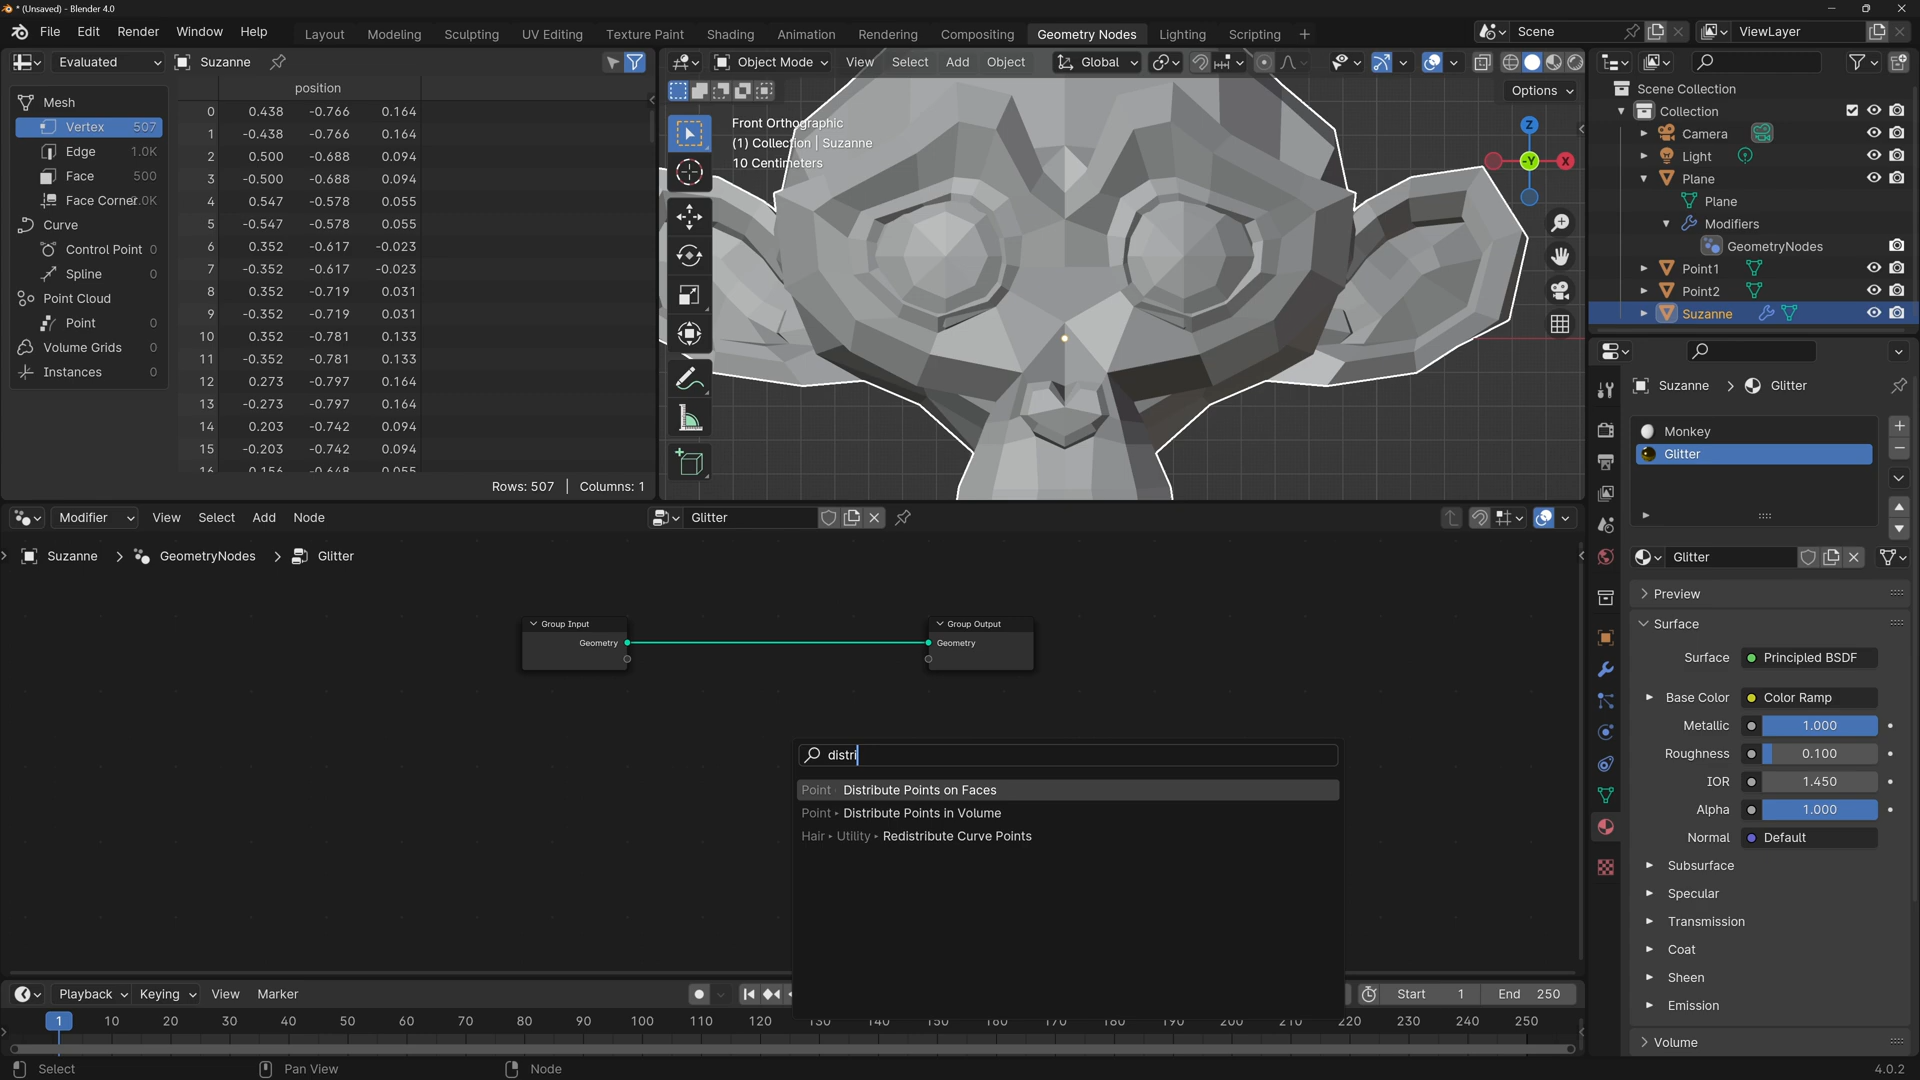 * (Unsaved) - Blender 4.0
File Edit Render Window Help
Layout Modeling Sculpting UV Editing Texture Paint Shading Animation Rendering Compositing Geometry Nodes Lighting Scripting +
Scene
ViewLayer
Evaluated Suzanne
Object Mode View Select Add Object Global
Options
position
Mesh
Vertex 507
Edge 1.0K
Face 500
Face Corner
Curve
Control Point 0
Spline 0
Point Cloud
Point 0
Volume Grids 0
Instances 0
0 0.438 -0.766 0.164
1 -0.438 -0.766 0.164
2 0.500 -0.688 0.094
3 -0.500 -0.688 0.094
4 0.547 -0.578 0.055
5 -0.547 -0.578 0.055
6 0.352 -0.617 -0.023
7 -0.352 -0.617 -0.023
8 0.352 -0.719 0.031
9 -0.352 -0.719 0.031
10 0.352 -0.781 0.133
11 -0.352 -0.781 0.133
12 0.273 -0.797 0.164
13 -0.273 -0.797 0.164
14 0.203 -0.742 0.094
15 -0.203 -0.742 0.094
16 0.156 -0.648 0.055
Rows: 507 | Columns: 1
Front Orthographic
(1) Collection | Suzanne
10 Centimeters
Z
-Y
X
Scene Collection
Collection
Camera
Light
Plane
Plane
Modifiers
GeometryNodes
Point1
Point2
Suzanne
Suzanne > Glitter
Monkey
Glitter
Glitter
Preview
Surface
Surface Principled BSDF
Base Color Color Ramp
Metallic 1.000
Roughness 0.100
IOR 1.450
Alpha 1.000
Normal Default
Subsurface
Specular
Transmission
Coat
Sheen
Emission
Volume
Modifier View Select Add Node
Glitter
Suzanne > GeometryNodes > Glitter
Group Input
Geometry
Group Output
Geometry
distri
Point Distribute Points on Faces
Point Distribute Points in Volume
Hair Utility Redistribute Curve Points
Playback Keying View Marker
Start 1 End 250
1 10 20 30 40 50 60 70 80 90 100 110 120 130 140 150 160 170 180 190 200 210 220 230 240 250
Select Pan View Node
4.0.2